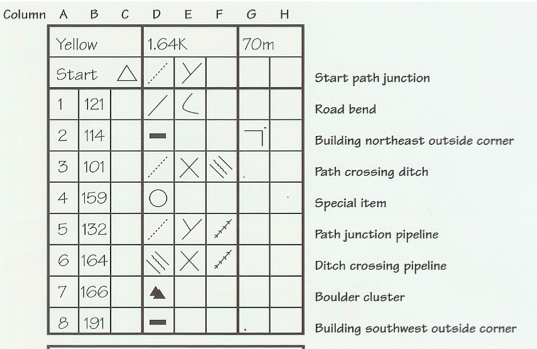 Column A B C D E F G H
Yellow 1.64K 70m
Start Start path junction
1 121 Road bend
2 114 Building northeast outside corner
3 101 Path crossing ditch
4 159 Special item
5 132 Path junction pipeline
6 164 Ditch crossing pipeline
7 166 Boulder cluster
8 191 Building southwest outside corner